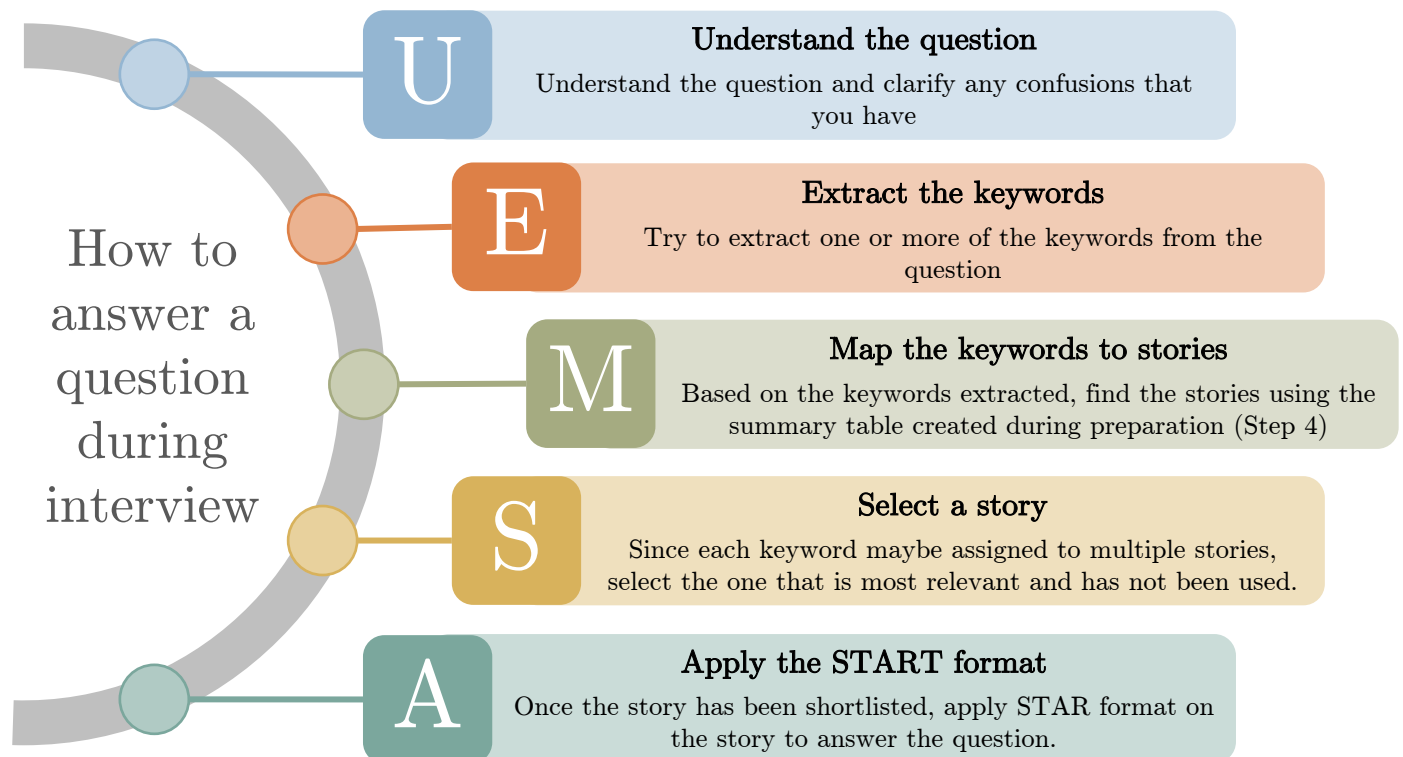 How to
answer a
question
during
interview
U
Understand the question
Understand the question and clarify any confusions that
you have
E
Extract the keywords
Try to extract one or more of the keywords from the
question
M
Map the keywords to stories
Based on the keywords extracted, find the stories using the
summary table created during preparation (Step 4)
S
Select a story
Since each keyword maybe assigned to multiple stories,
select the one that is most relevant and has not been used.
A
Apply the START format
Once the story has been shortlisted, apply STAR format on
the story to answer the question.